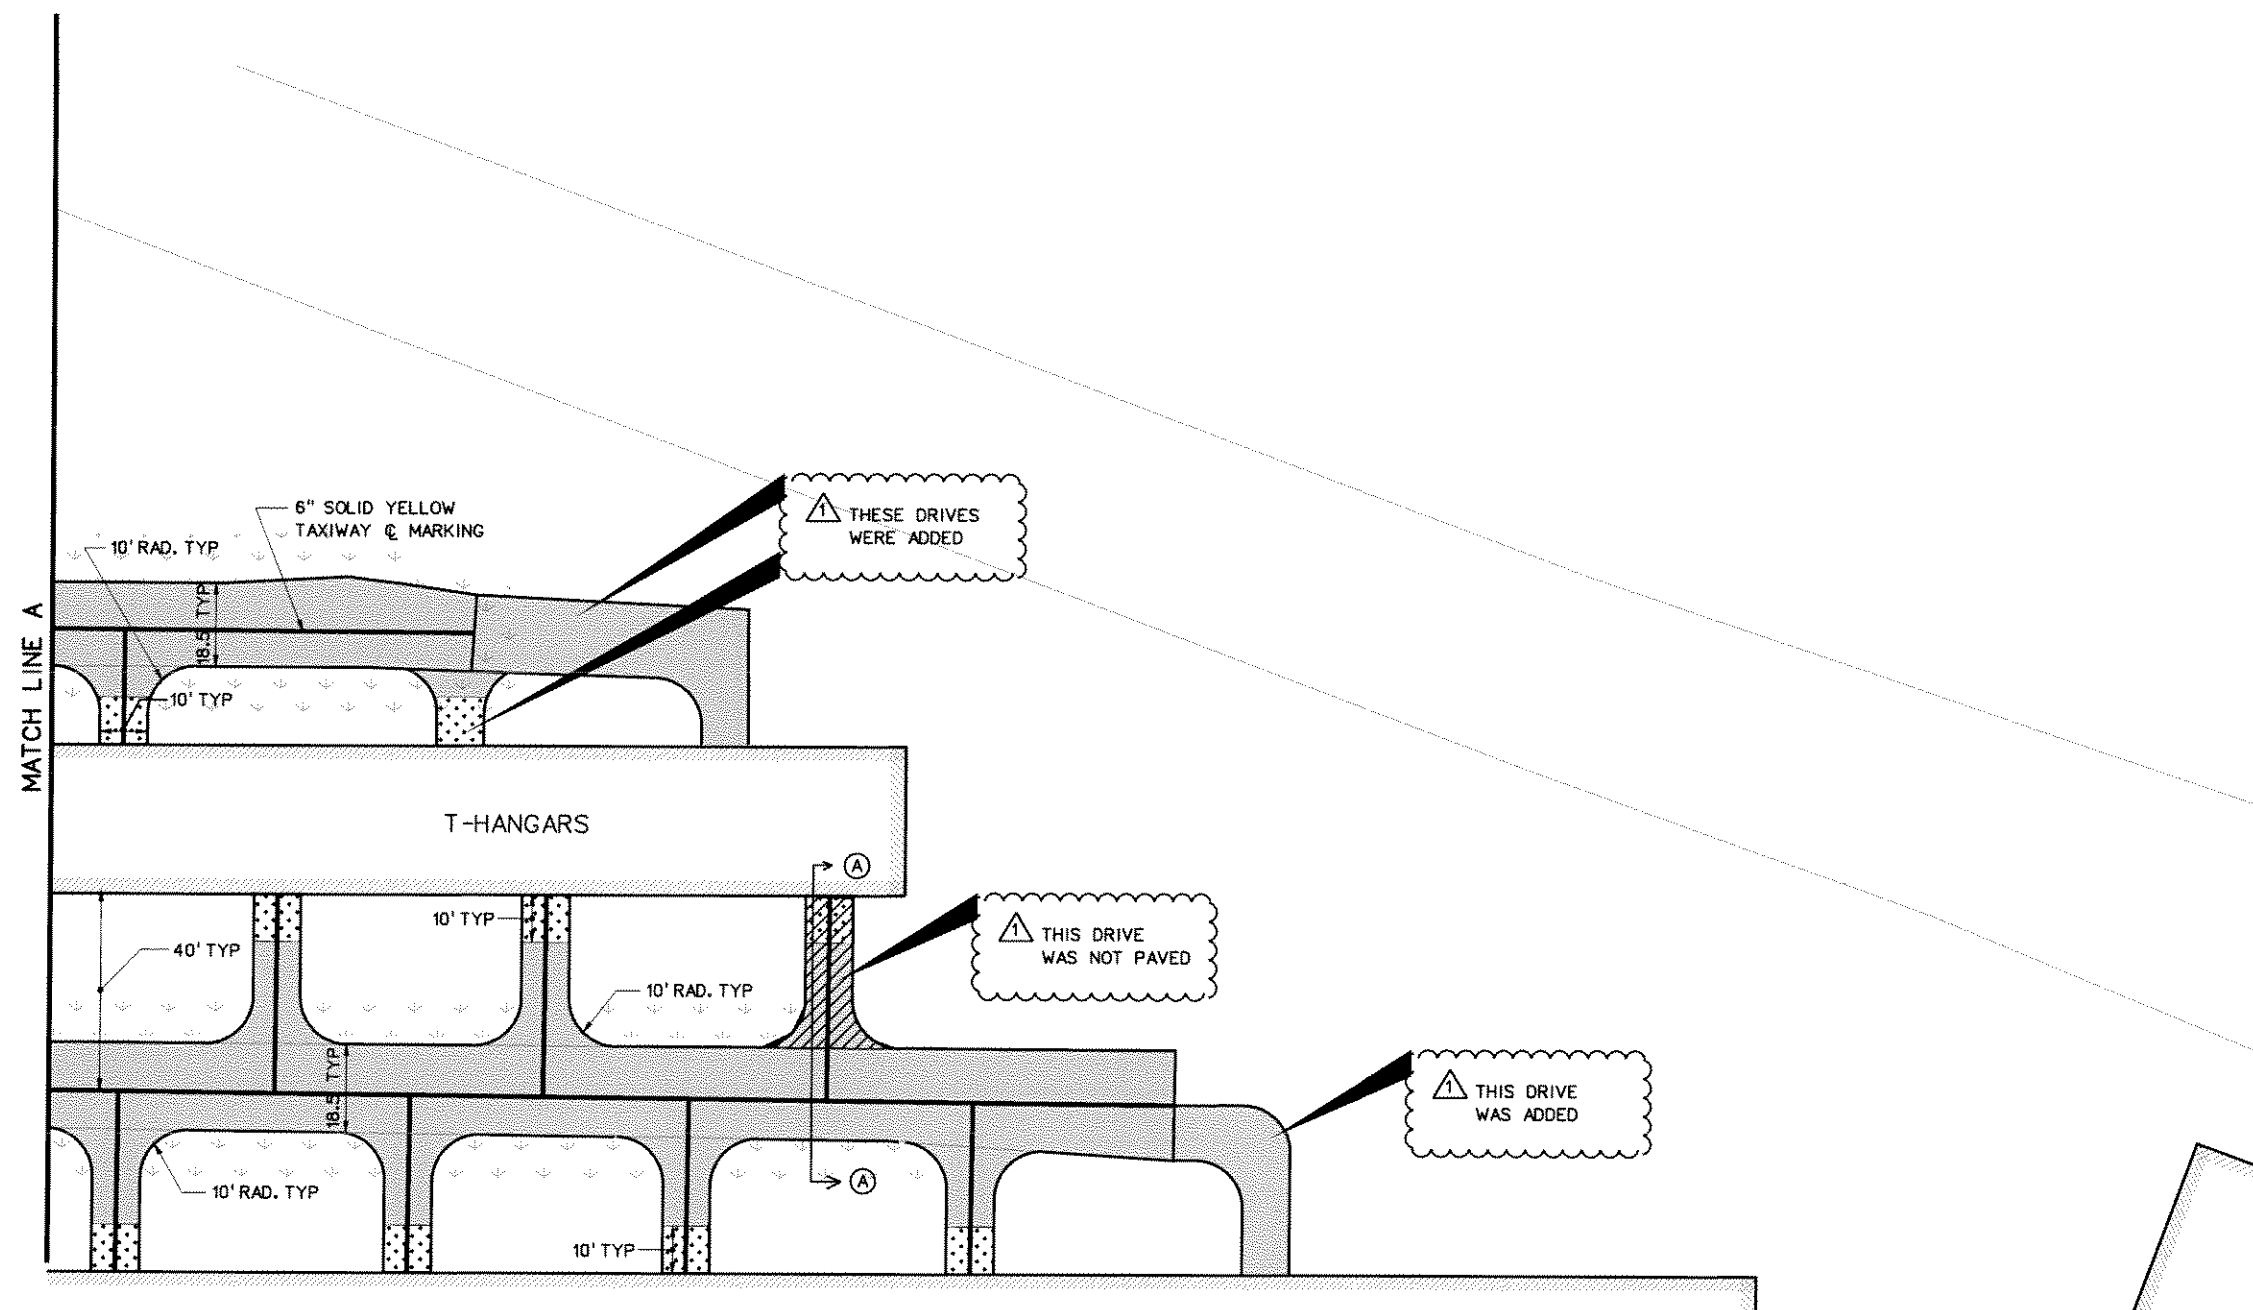 MATCH LINE A
6" SOLID YELLOW
TAXIWAY ℄ MARKING
10' RAD. TYP
18.5' TYP
10' TYP
1 THESE DRIVES
WERE ADDED
T-HANGARS
A
10' TYP
40' TYP
1 THIS DRIVE
WAS NOT PAVED
10' RAD. TYP
18.5' TYP
1 THIS DRIVE
WAS ADDED
A
10' RAD. TYP
10' TYP